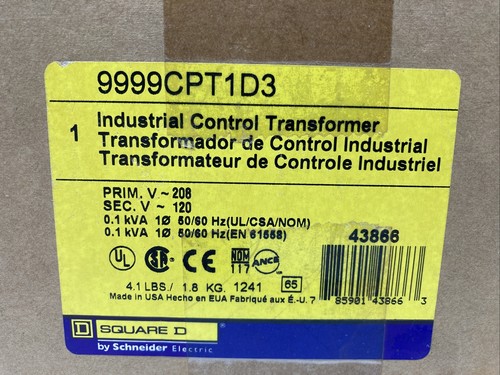 9999CPT1D3
1 Industrial Control Transformer
Transformador de Control Industrial
Transformateur de Controle Industriel
PRIM. V ~ 208
SEC. V ~ 120
0.1 kVA 1Ø 50/60 Hz(UL/CSA/NOM)
0.1 kVA 1Ø 50/60 Hz(EN 61558)
43866
UL CE NOM 117 ANCE
4.1 LBS./ 1.8 KG. 1241 65
Made in USA Hecho en EUA Fabriqué aux É.-U. 7
85901 43866 3
D SQUARE D
by Schneider Electric